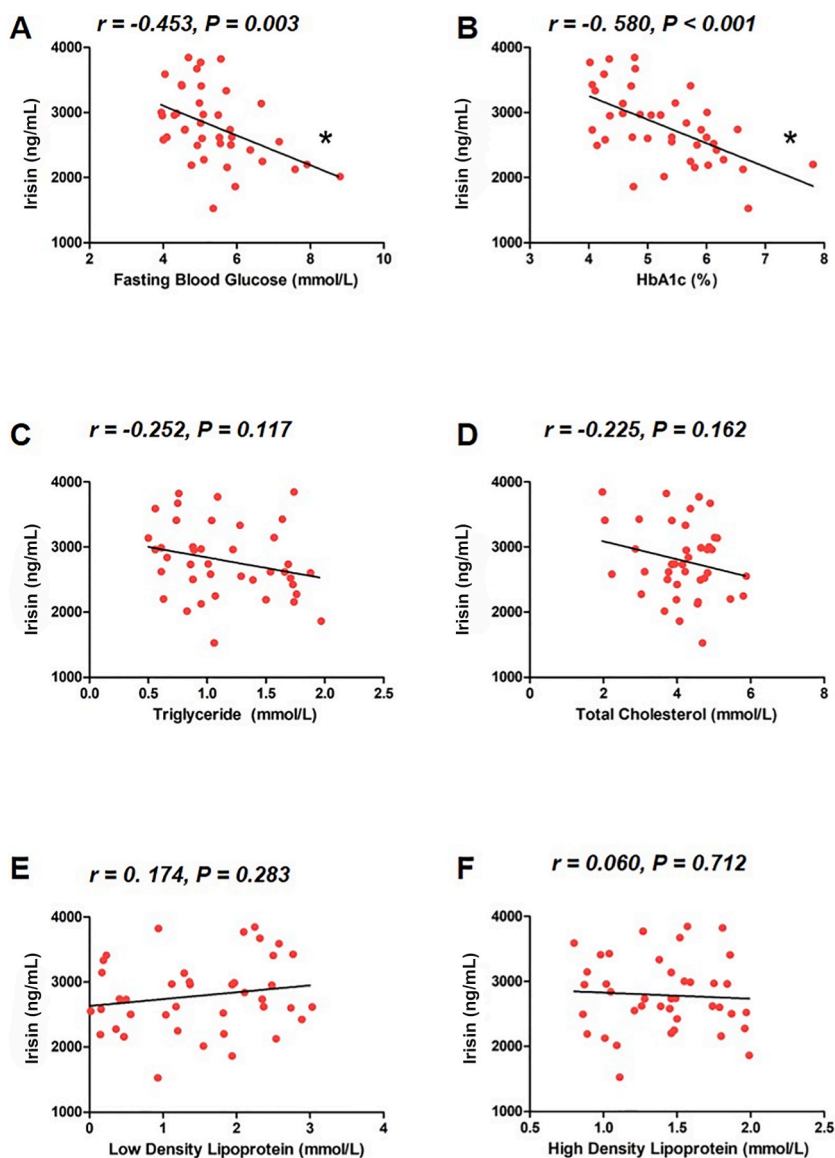 A
r = -0.453, P = 0.003
4000
3000
2000
1000
Irisin (ng/mL)
*
2 4 6 8 10
Fasting Blood Glucose (mmol/L)
B
r = -0. 580, P < 0.001
4000
3000
2000
1000
Irisin (ng/mL)
*
3 4 5 6 7 8
HbA1c (%)
C
r = -0.252, P = 0.117
4000
3000
2000
1000
Irisin (ng/mL)
0.0 0.5 1.0 1.5 2.0 2.5
Triglyceride (mmol/L)
D
r = -0.225, P = 0.162
4000
3000
2000
1000
Irisin (ng/mL)
0 2 4 6 8
Total Cholesterol (mmol/L)
E
r = 0. 174, P = 0.283
4000
3000
2000
1000
Irisin (ng/mL)
0 1 2 3 4
Low Density Lipoprotein (mmol/L)
F
r = 0.060, P = 0.712
4000
3000
2000
1000
Irisin (ng/mL)
0.5 1.0 1.5 2.0 2.5
High Density Lipoprotein (mmol/L)